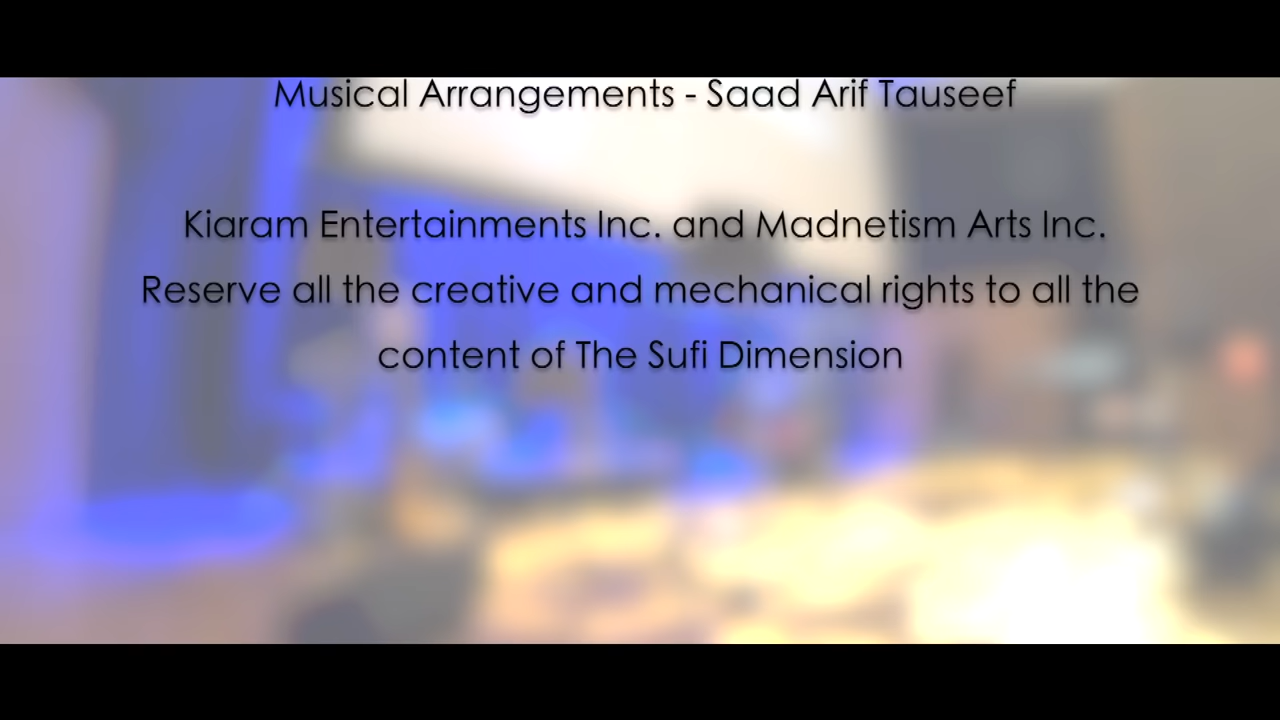 Musical Arrangements - Saad Arif Tauseef
Kiaram Entertainments Inc. and Madnetism Arts Inc.
Reserve all the creative and mechanical rights to all the
content of The Sufi Dimension